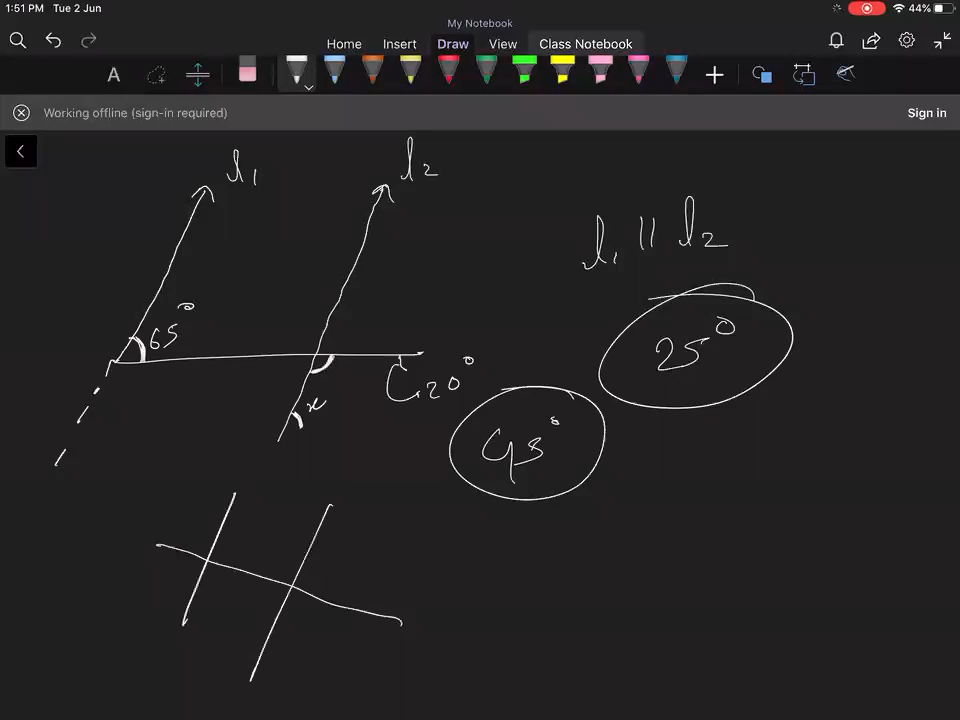 1:51 PM Tue 2 Jun
44%
My Notebook
Home Insert Draw View Class Notebook
A
Working offline (sign-in required)
Sign in
l₁
l₂
l₁ || l₂
65°
25°
20°
x
45°